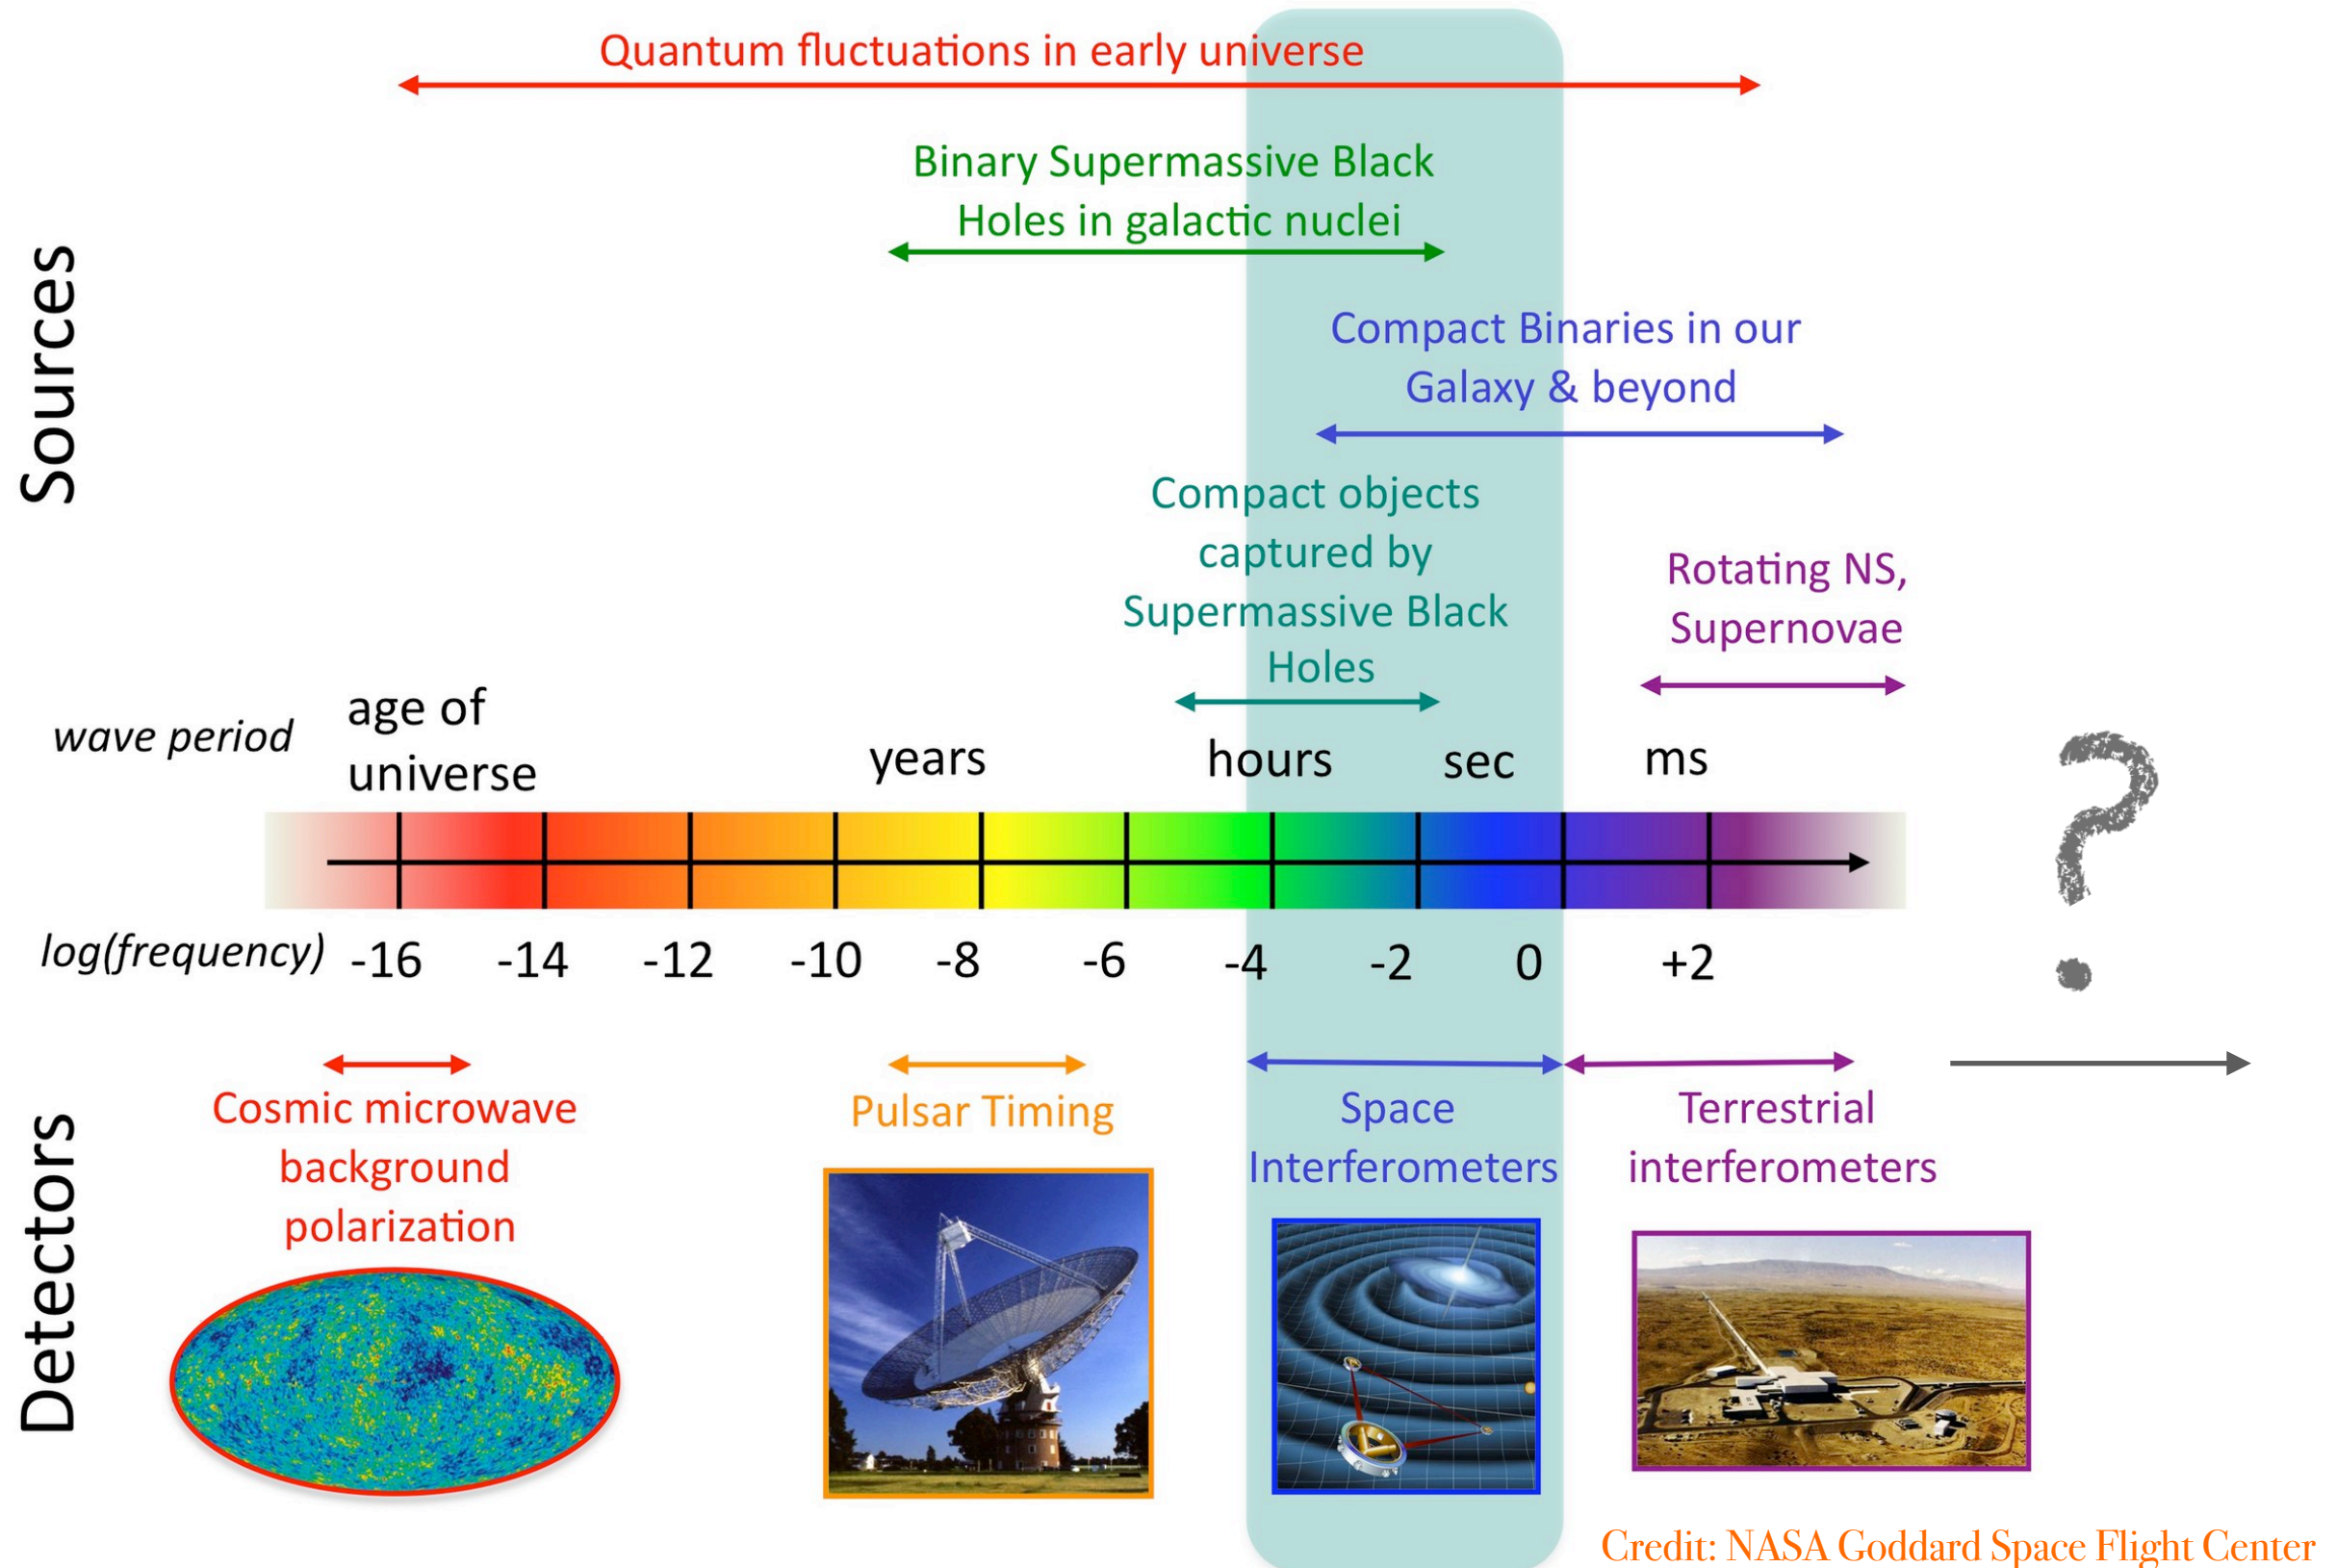 Quantum fluctuations in early universe
Binary Supermassive Black
Holes in galactic nuclei
Compact Binaries in our
Galaxy & beyond
Sources
Compact objects
captured by
Supermassive Black
Holes
Rotating NS,
Supernovae
wave period
age of
universe
years
hours
sec
ms
?
log(frequency)
-16
-14
-12
-10
-8
-6
-4
-2
0
+2
Detectors
Cosmic microwave
background
polarization
Pulsar Timing
Space
Interferometers
Terrestrial
interferometers
Credit: NASA Goddard Space Flight Center